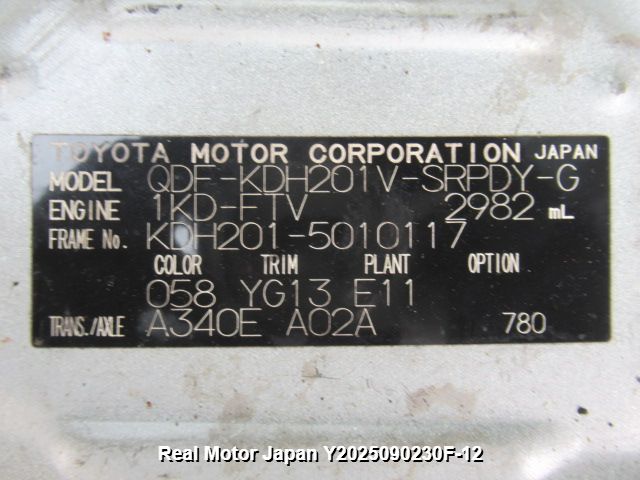 TOYOTA MOTOR CORPORATION JAPAN
MODEL QDF-KDH201V-SRPDY-G
ENGINE 1KD-FTV 2982 mL
FRAME No. KDH201-5010117
COLOR TRIM PLANT OPTION
058 YG13 E11
TRANS./AXLE A340E A02A 780
Real Motor Japan Y2025090230F-12